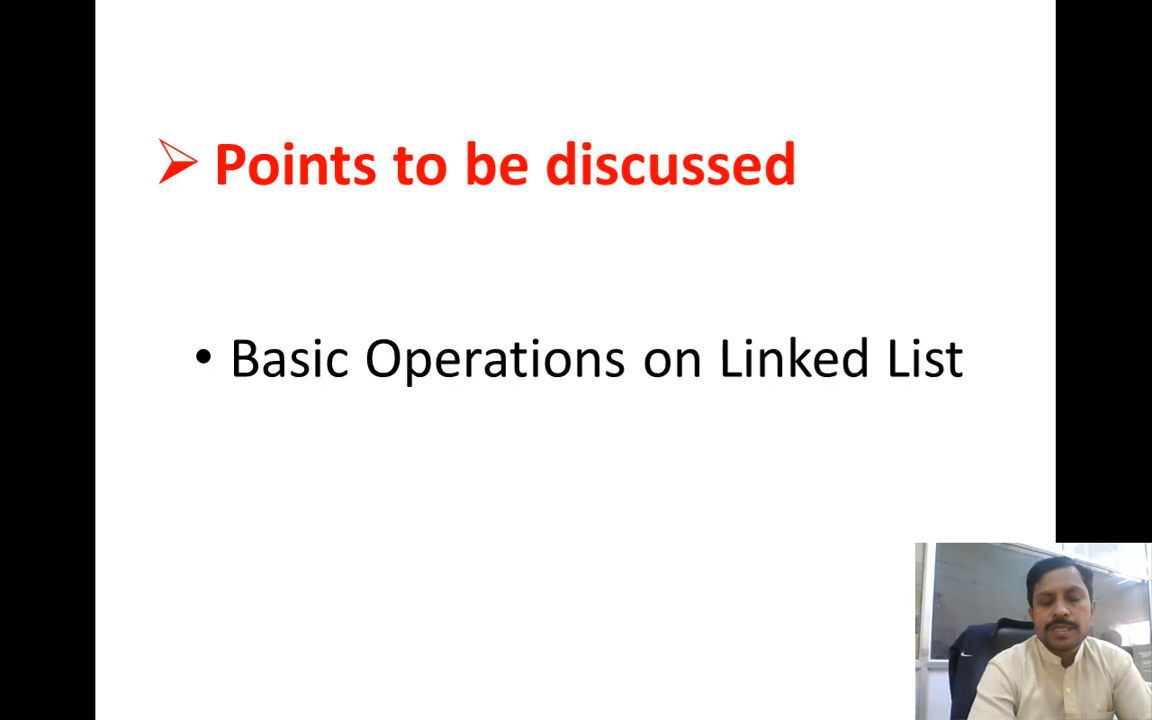 ➢ Points to be discussed
• Basic Operations on Linked List